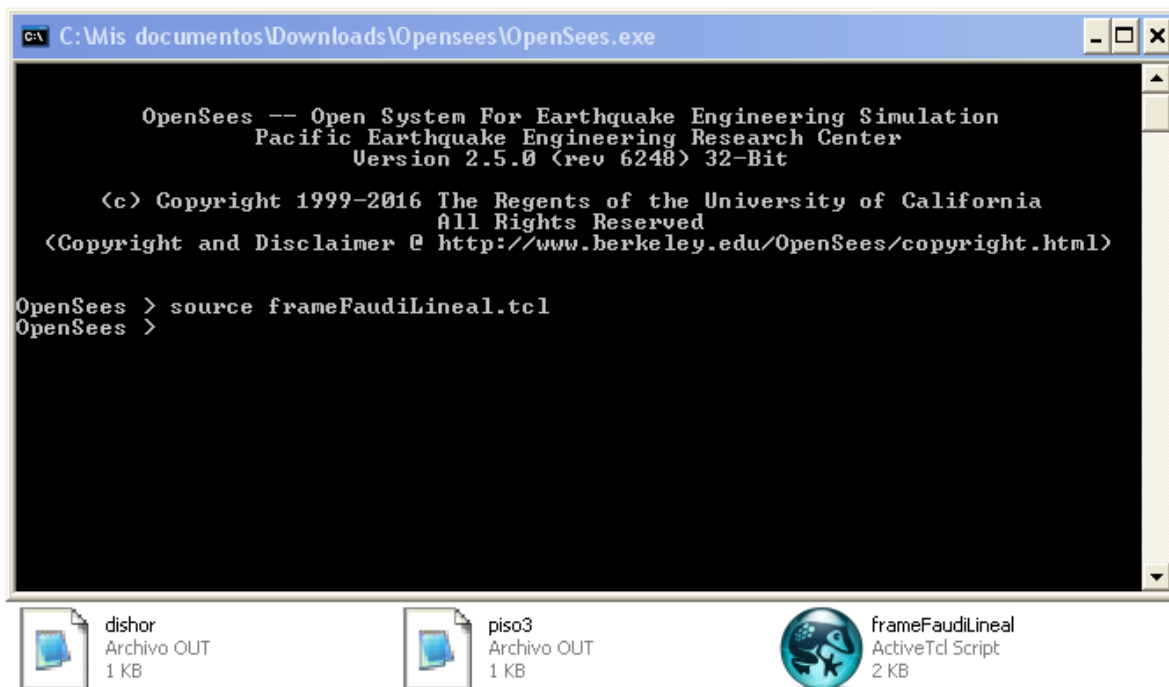 C:\Mis documentos\Downloads\Opensees\OpenSees.exe
OpenSees -- Open System For Earthquake Engineering Simulation
Pacific Earthquake Engineering Research Center
Version 2.5.0 (rev 6248) 32-Bit
(c) Copyright 1999-2016 The Regents of the University of California
All Rights Reserved
(Copyright and Disclaimer @ http://www.berkeley.edu/OpenSees/copyright.html)
OpenSees > source frameFaudiLineal.tcl
OpenSees >
dishor
Archivo OUT
1 KB
piso3
Archivo OUT
1 KB
frameFaudiLineal
ActiveTcl Script
2 KB